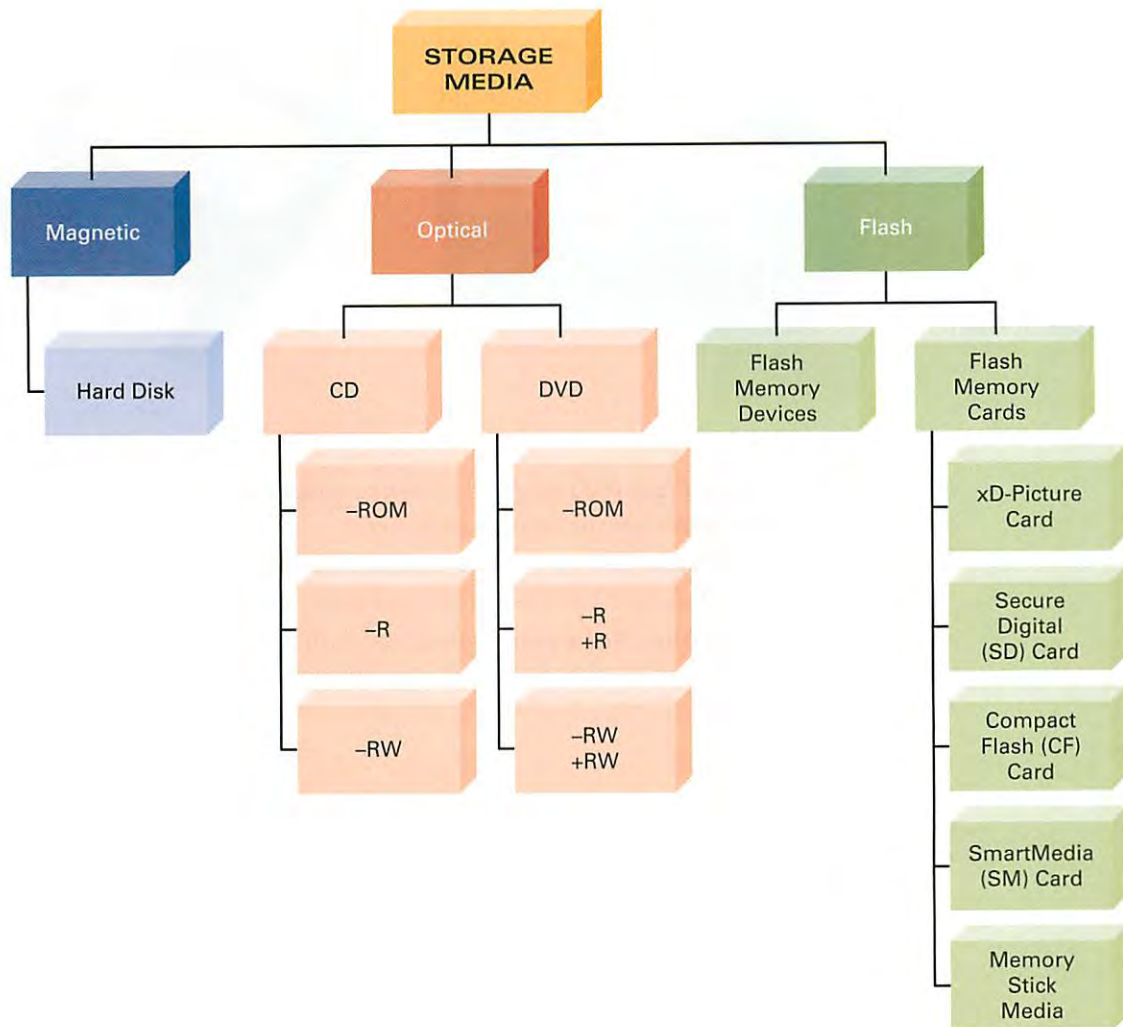 STORAGE
MEDIA
Magnetic
Optical
Flash
Hard Disk
CD
DVD
Flash
Memory
Devices
Flash
Memory
Cards
–ROM
–R
–RW
–ROM
–R
+R
–RW
+RW
xD-Picture
Card
Secure
Digital
(SD) Card
Compact
Flash (CF)
Card
SmartMedia
(SM) Card
Memory
Stick
Media